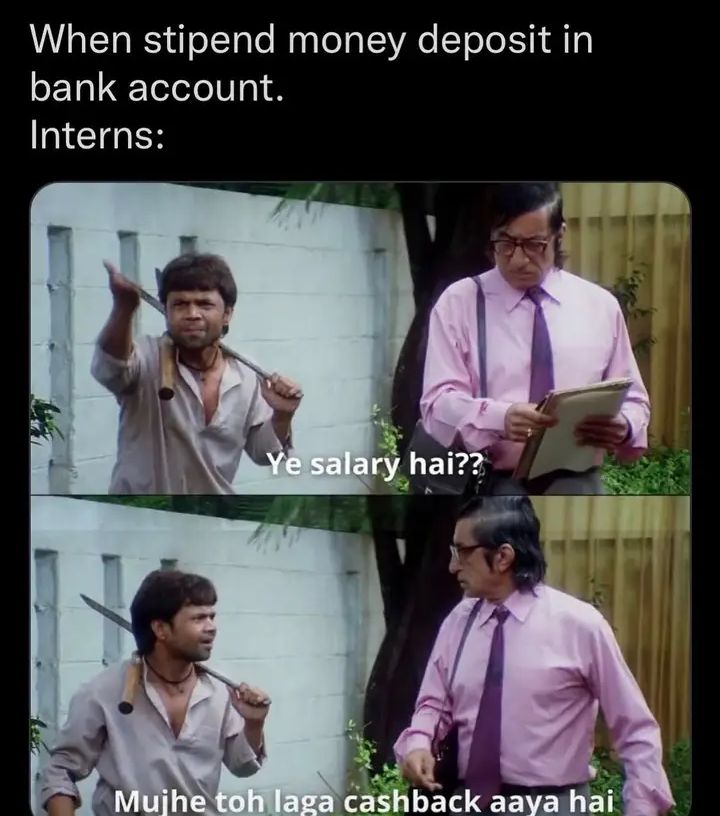 When stipend money deposit in
bank account.
Interns:
Ye salary hai??
Mujhe toh laga cashback aaya hai